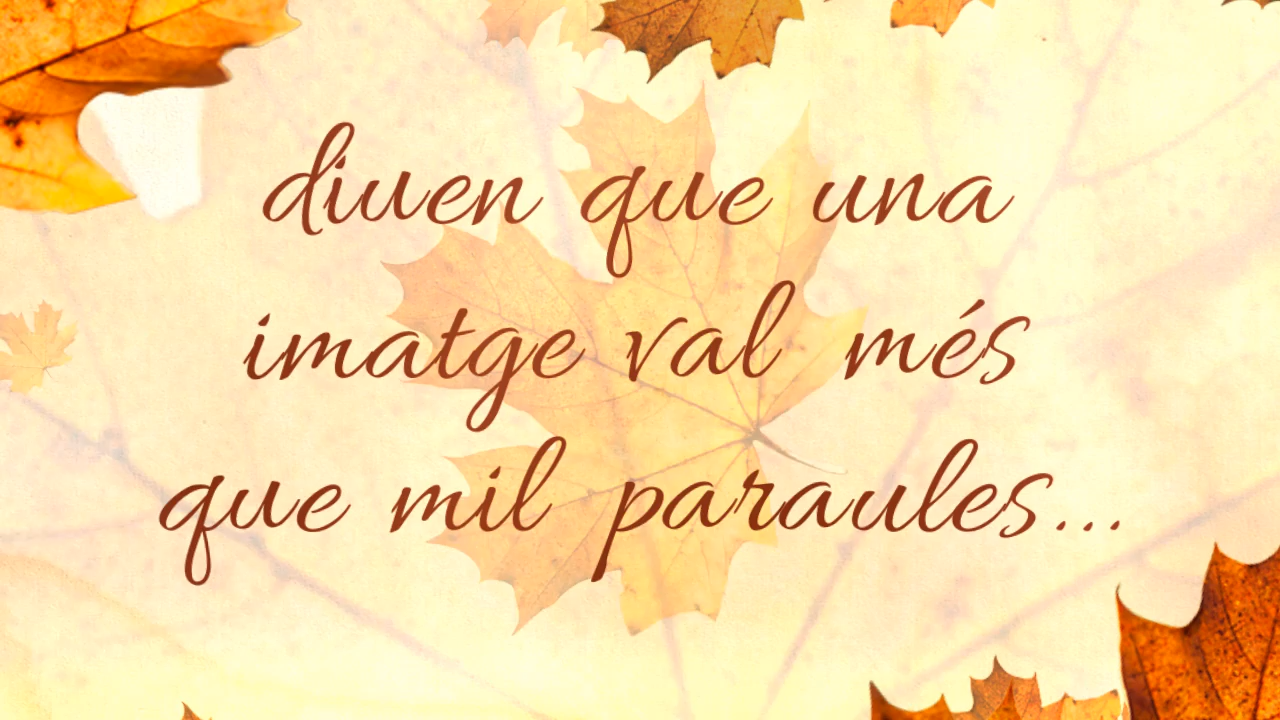 diuen que una
imatge val més
que mil paraules...